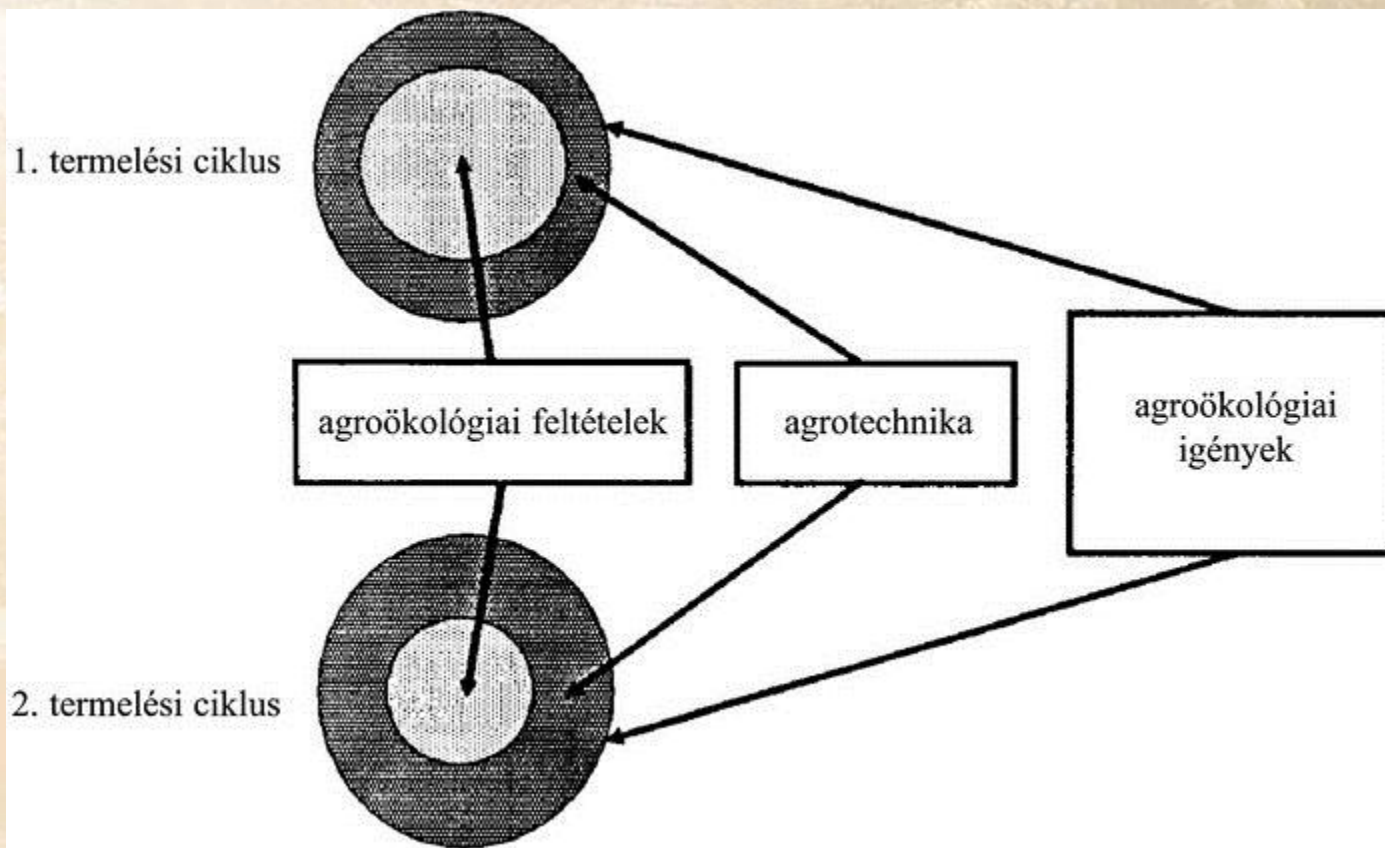 1. termelési ciklus
agroökológiai feltételek
agrotechnika
agroökológiai
igények
2. termelési ciklus